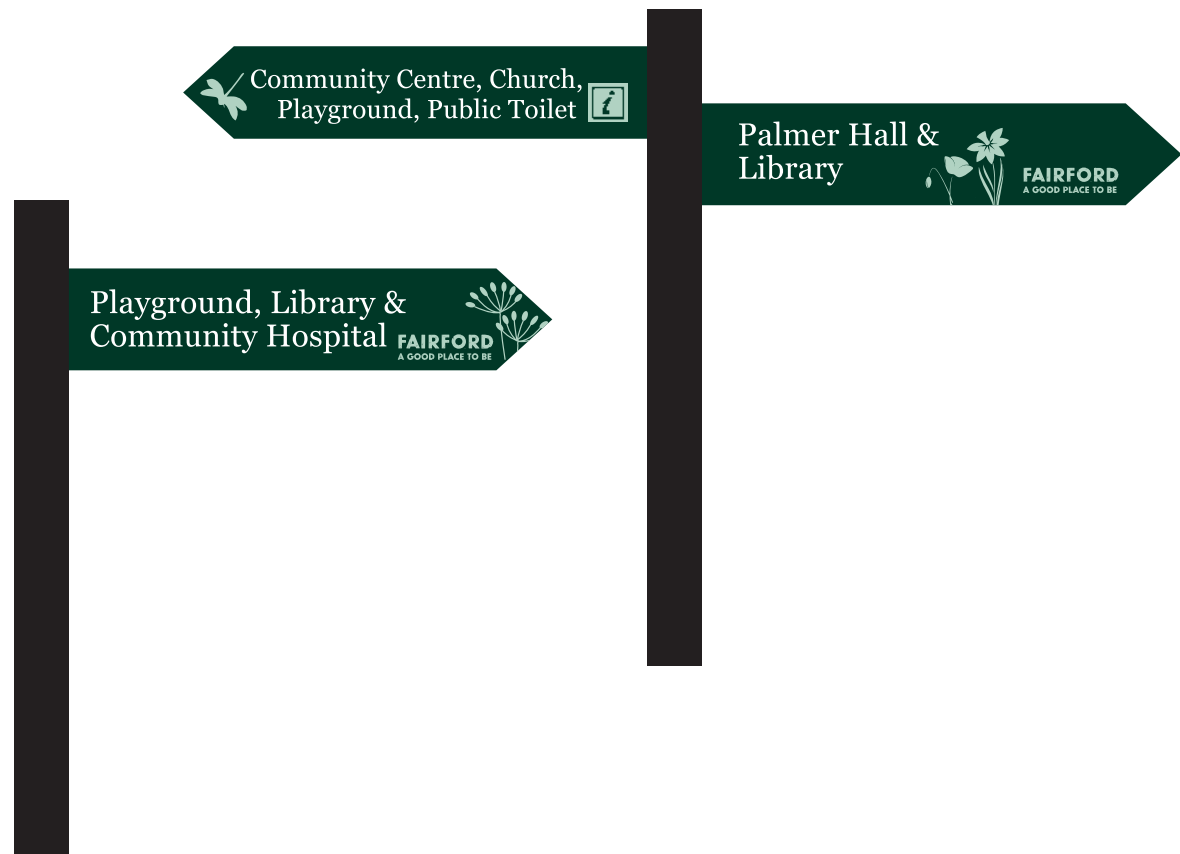 Community Centre, Church,
Playground, Public Toilet
i
Palmer Hall &
Library
FAIRFORD
A GOOD PLACE TO BE
Playground, Library &
Community Hospital
FAIRFORD
A GOOD PLACE TO BE